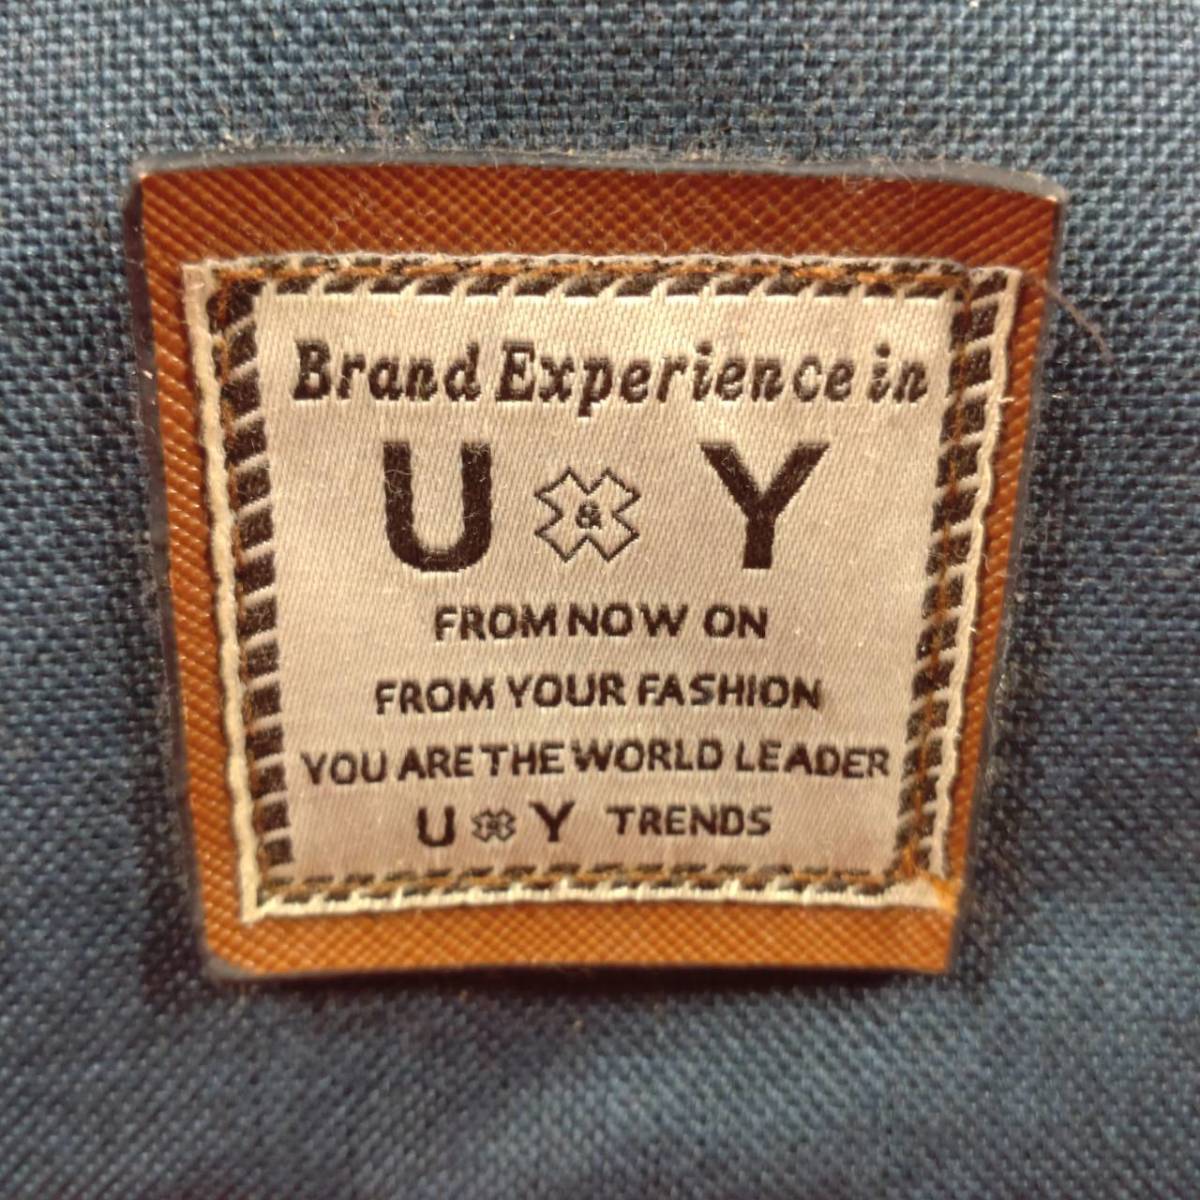 Brand Experience in
U & Y
FROM NOW ON
FROM YOUR FASHION
YOU ARE THE WORLD LEADER
U & Y TRENDS